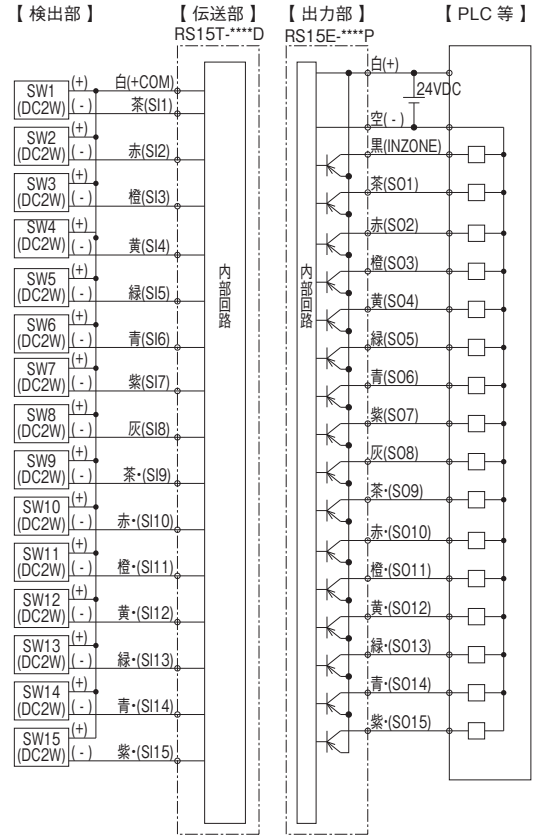 【 検出部 】
【 伝送部 】
RS15T-****D
【 出力部 】
RS15E-****P
【 PLC 等 】
SW1
(DC2W)
(+)
(-)
白(+COM)
茶(SI1)
SW2
(DC2W)
(+)
(-)
赤(SI2)
SW3
(DC2W)
(+)
(-)
橙(SI3)
SW4
(DC2W)
(+)
(-)
黄(SI4)
SW5
(DC2W)
(+)
(-)
緑(SI5)
SW6
(DC2W)
(+)
(-)
青(SI6)
SW7
(DC2W)
(+)
(-)
紫(SI7)
SW8
(DC2W)
(+)
(-)
灰(SI8)
SW9
(DC2W)
(+)
(-)
茶・(SI9)
SW10
(DC2W)
(+)
(-)
赤・(SI10)
SW11
(DC2W)
(+)
(-)
橙・(SI11)
SW12
(DC2W)
(+)
(-)
黄・(SI12)
SW13
(DC2W)
(+)
(-)
緑・(SI13)
SW14
(DC2W)
(+)
(-)
青・(SI14)
SW15
(DC2W)
(+)
(-)
紫・(SI15)
内部回路
内部回路
白(+)
24VDC
空(-)
黒(INZONE)
茶(SO1)
赤(SO2)
橙(SO3)
黄(SO4)
緑(SO5)
青(SO6)
紫(SO7)
灰(SO8)
茶・(SO9)
赤・(SO10)
橙・(SO11)
黄・(SO12)
緑・(SO13)
青・(SO14)
紫・(SO15)